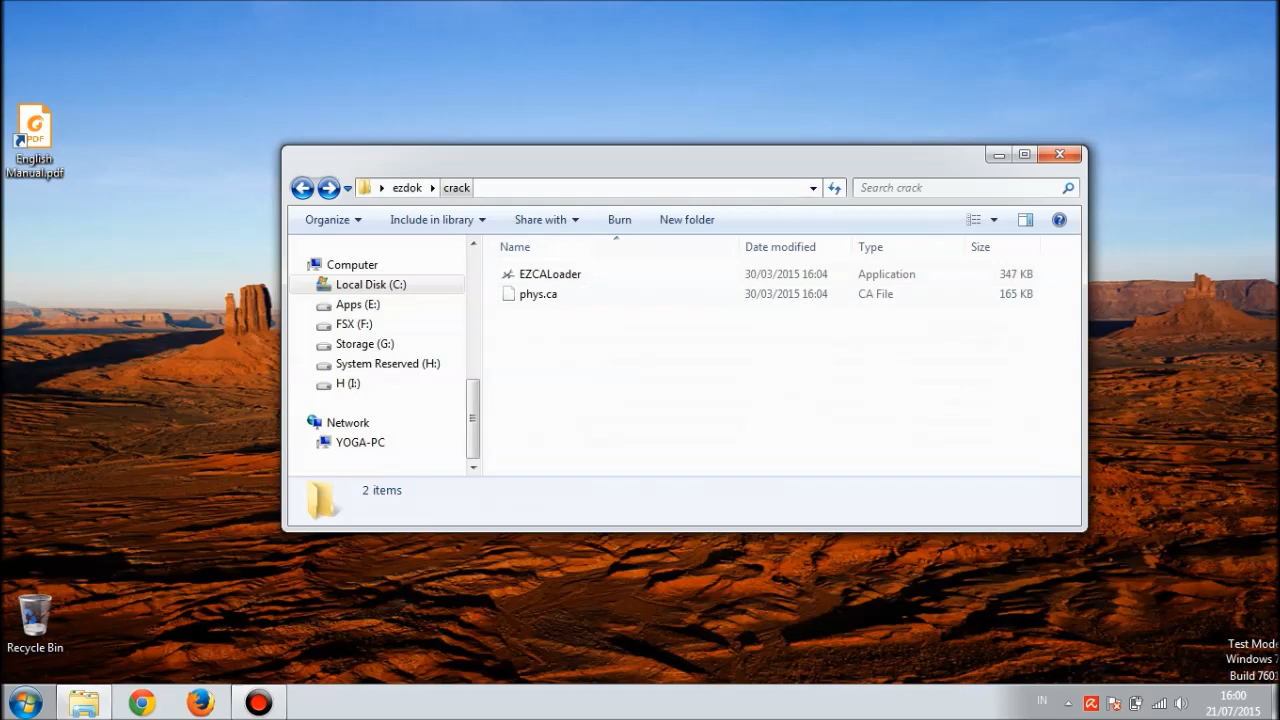 PDF
English
Manual.pdf
ezdok
crack
Search crack
Organize
Include in library
Share with
Burn
New folder
Name
Date modified
Type
Size
Computer
Local Disk (C:)
Apps (E:)
FSX (F:)
Storage (G:)
System Reserved (H:)
H (I:)
Network
YOGA-PC
EZCALoader
30/03/2015 16:04
Application
347 KB
phys.ca
30/03/2015 16:04
CA File
165 KB
2 items
Recycle Bin
Test Mod
Windows
Build 760
IN
16:00
21/07/2015